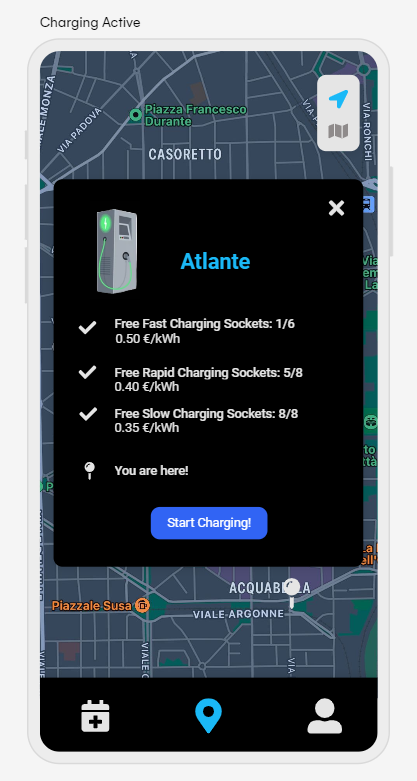 Charging Active
Piazza Francesco
Durante
VIA PADOVA
CASORETTO
VIA RONCHI
Atlante
Free Fast Charging Sockets: 1/6
0.50 €/kWh
Free Rapid Charging Sockets: 5/8
0.40 €/kWh
Free Slow Charging Sockets: 8/8
0.35 €/kWh
You are here!
Start Charging!
Piazzale Susa
VIALE ARGONNE